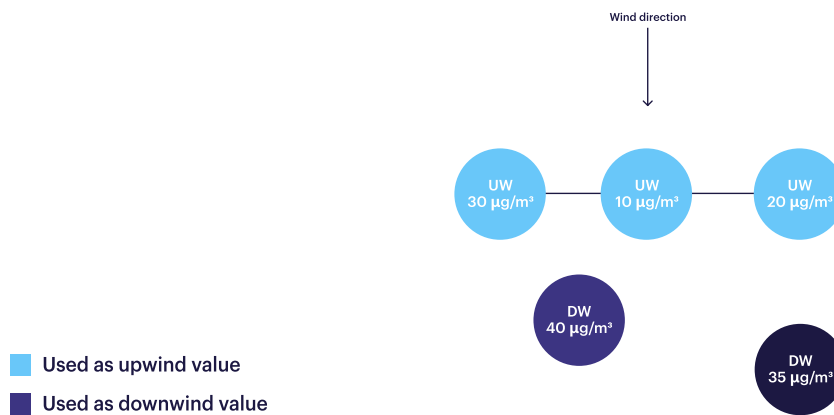 Wind direction
UW
30 µg/m³
UW
10 µg/m³
UW
20 µg/m³
DW
40 µg/m³
DW
35 µg/m³
Used as upwind value
Used as downwind value